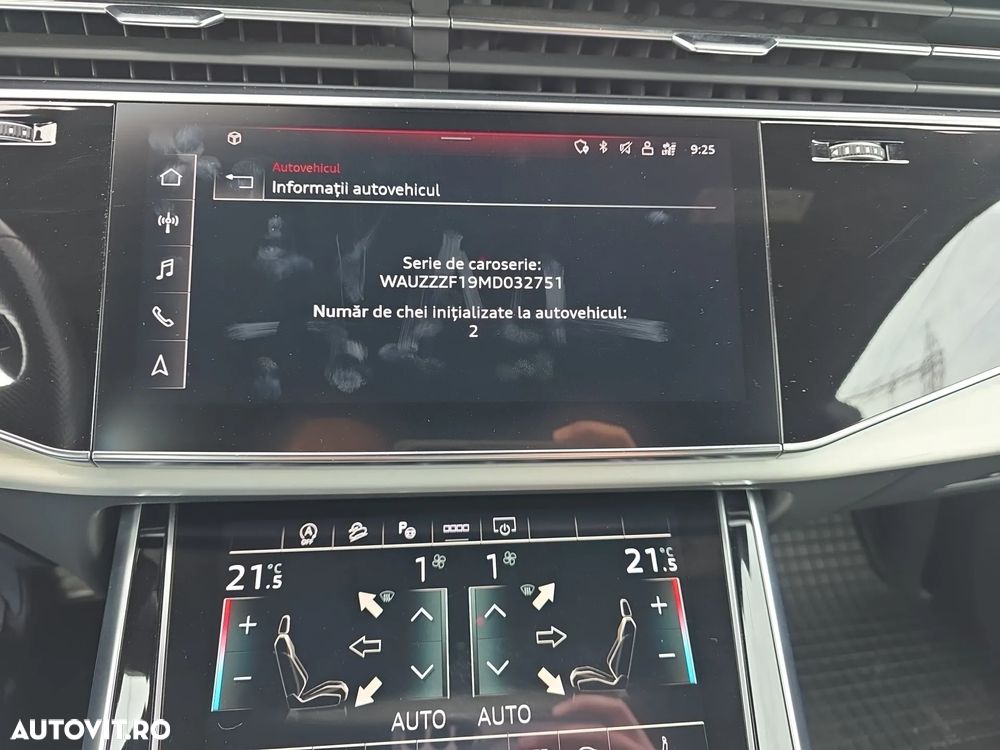 9:25
Autovehicul
Informații autovehicul
Serie de caroserie:
WAUZZZF19MD032751
Număr de chei inițializate la autovehicul:
2
OFF
P
21.5 °C
1
1
21.5 °C
+
-
+
-
AUTO
AUTO
AUTOVIT.RO